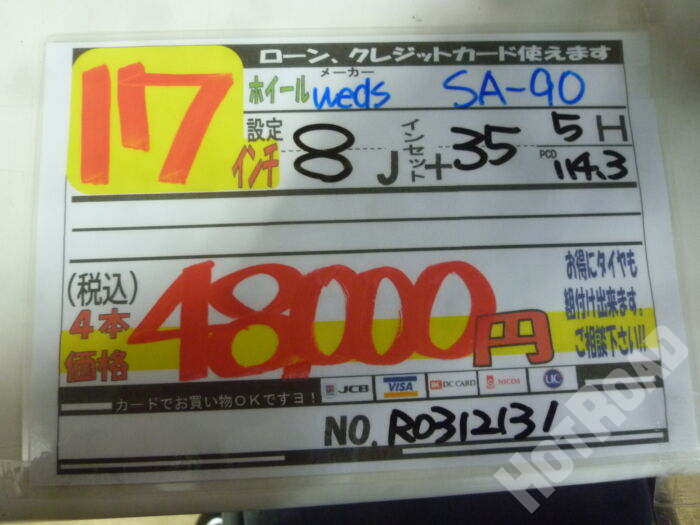 ローン、クレジットカード使えます
17
インチ
ホイール
メーカー
weds SA-90
設定
8 J
インセット
+35
5 H
PCD
114.3
(税込)
4本
価格
48,000円
お得にタイヤも
組付け出来ます。
ご相談下さい!!
カードでお買い物OKですヨ!
JCB VISA DC CARD NICOS UC
NO. R0312131
HOTROAD